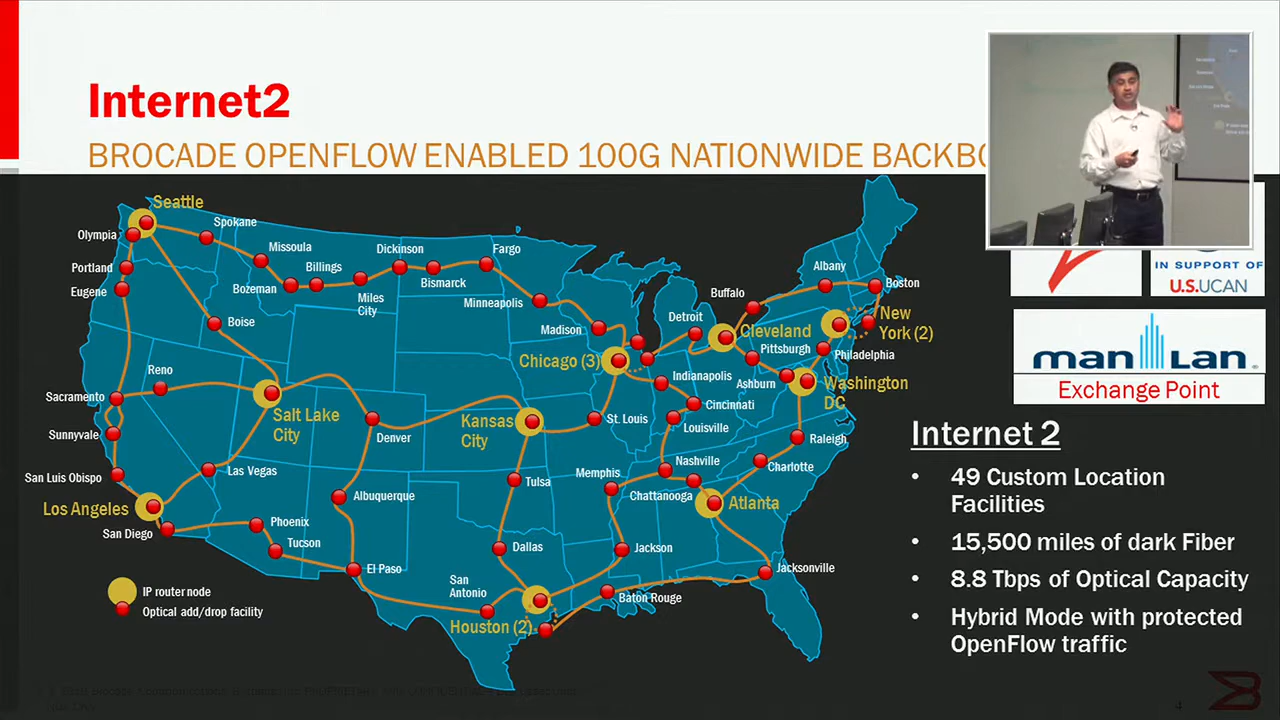 Internet2
BROCADE OPENFLOW ENABLED 100G NATIONWIDE
IN SUPPORT OF
U.S.UCAN
man Lan
Exchange Point
Seattle
Olympia
Spokane
Portland
Missoula
Billings
Dickinson
Fargo
Eugene
Bozeman
Miles
City
Bismarck
Minneapolis
Boise
Madison
Detroit
Buffalo
Albany
Boston
Cleveland
New
York (2)
Chicago (3)
Pittsburgh
Philadelphia
Reno
Indianapolis
Ashburn
Washington
DC
Sacramento
Salt Lake
City
Denver
Kansas
City
St. Louis
Cincinnati
Louisville
Sunnyvale
Raleigh
San Luis Obispo
Las Vegas
Albuquerque
Tulsa
Memphis
Nashville
Charlotte
Chattanooga
Atlanta
Los Angeles
San Diego
Phoenix
Tucson
Dallas
Jackson
Jacksonville
El Paso
San
Antonio
Baton Rouge
Houston (2)
IP router node
Optical add/drop facility
Internet 2
• 49 Custom Location
Facilities
• 15,500 miles of dark Fiber
• 8.8 Tbps of Optical Capacity
• Hybrid Mode with protected
OpenFlow traffic
4